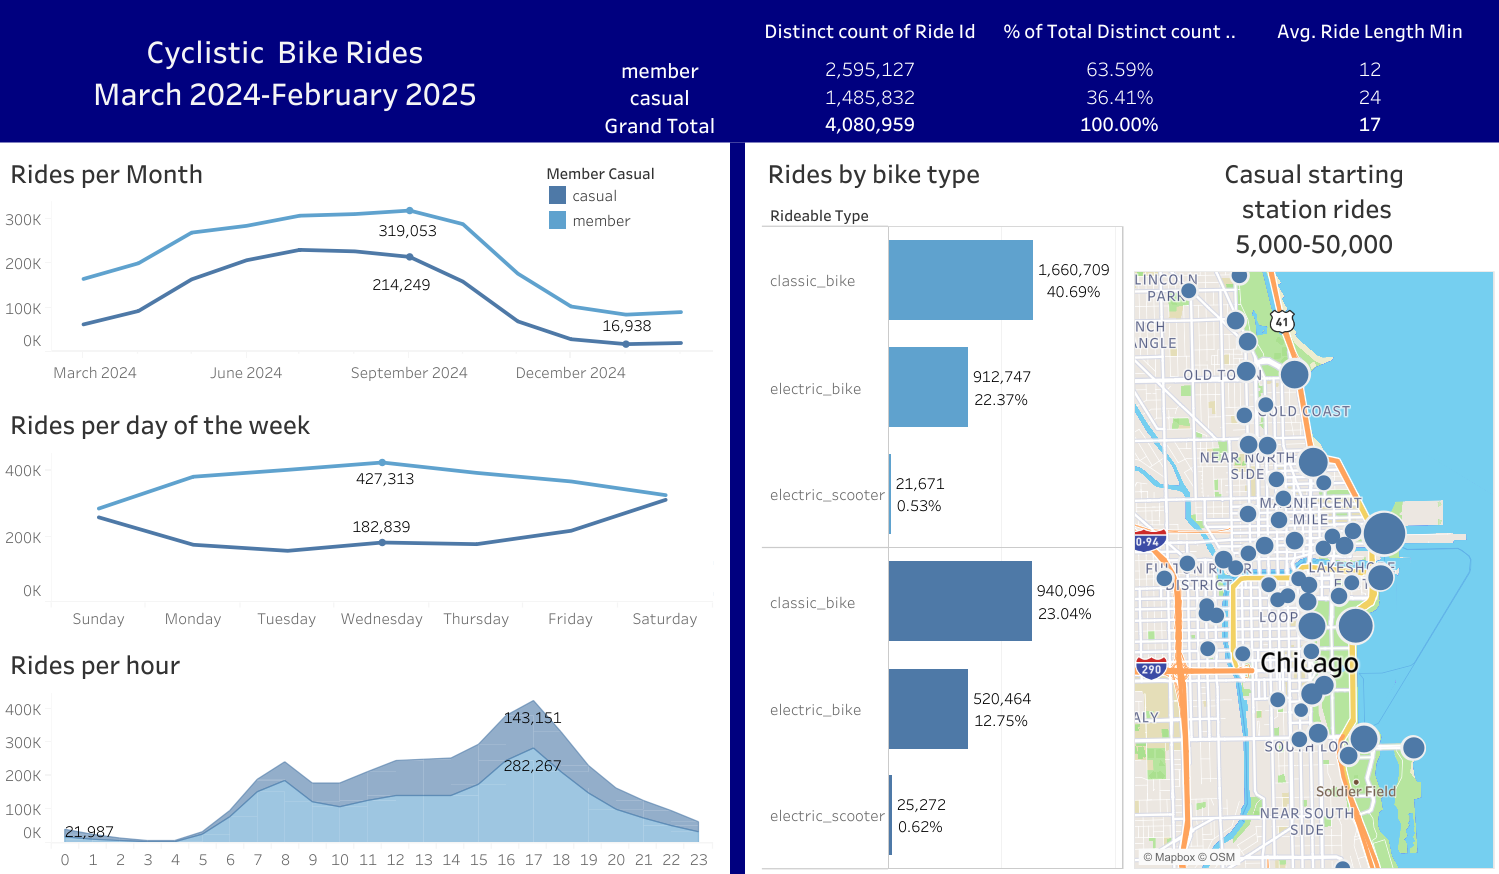 Cyclistic Bike Rides
March 2024-February 2025
Distinct count of Ride Id % of Total Distinct count .. Avg. Ride Length Min
member 2,595,127 63.59% 12
casual 1,485,832 36.41% 24
Grand Total 4,080,959 100.00% 17
Rides per Month
Member Casual
casual
member
300K
200K
100K
0K
319,053
214,249
16,938
March 2024 June 2024 September 2024 December 2024
Rides per day of the week
400K
200K
0K
427,313
182,839
Sunday Monday Tuesday Wednesday Thursday Friday Saturday
Rides per hour
400K
300K
200K
100K
0K
143,151
282,267
21,987
0 1 2 3 4 5 6 7 8 9 10 11 12 13 14 15 16 17 18 19 20 21 22 23
Rides by bike type
Rideable Type
classic_bike 1,660,709
40.69%
electric_bike 912,747
22.37%
electric_scooter 21,671
0.53%
classic_bike 940,096
23.04%
electric_bike 520,464
12.75%
electric_scooter 25,272
0.62%
Casual starting
station rides
5,000-50,000
LINCOLN
PARK
41
NCH
ANGLE
OLD TO N
OLD COAST
NEAR NORTH
SIDE
MAGNIFICENT
MILE
0-94
FULTON RIVER
DISTRICT
LAKESHORE
E T
LOOP
Chicago
290
ALY
SOUTH LOO
Soldier Field
NEAR SOUTH
SIDE
© Mapbox © OSM